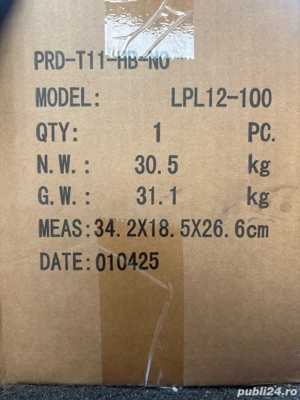 PRD-T11-HB-NO
MODEL: LPL12-100
QTY: 1 PC.
N.W.: 30.5 kg
G.W.: 31.1 kg
MEAS:34.2X18.5X26.6cm
DATE:010425
publi24.ro